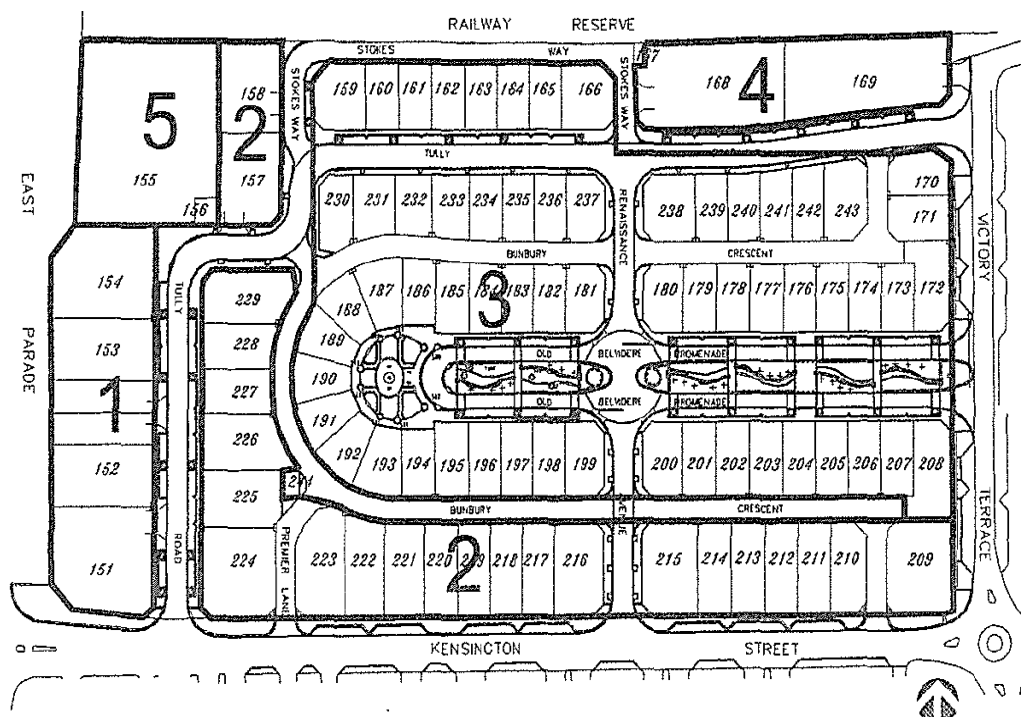 RAILWAY RESERVE
STOKES WAY
STOKES WAY
STOKES WAY
5
2
4
158
159 160 161 162 163 164 165 166
167
168
169
TULLY
155
157
156
EAST
PARADE
230 231 232 233 234 235 236 237
RENAISSANCE
238 239 240 241 242 243
170
171
VICTORY
TERRACE
BUNBURY CRESCENT
154
TULLY
ROAD
229
188 187 186 185 184 183 182 181
3
180 179 178 177 176 175 174 173 172
153
228
189
OLD BELVIDERE PROMENADE
190
227
1
OLD BELVIDERE PROMENADE
191
226
192 193 194 195 196 197 198 199
200 201 202 203 204 205 206 207 208
152
225
BUNBURY CRESCENT
PREMIER LANE
151
224
223 222 221 220 219 218 217 216
2
215 214 213 212 211 210
209
KENSINGTON STREET